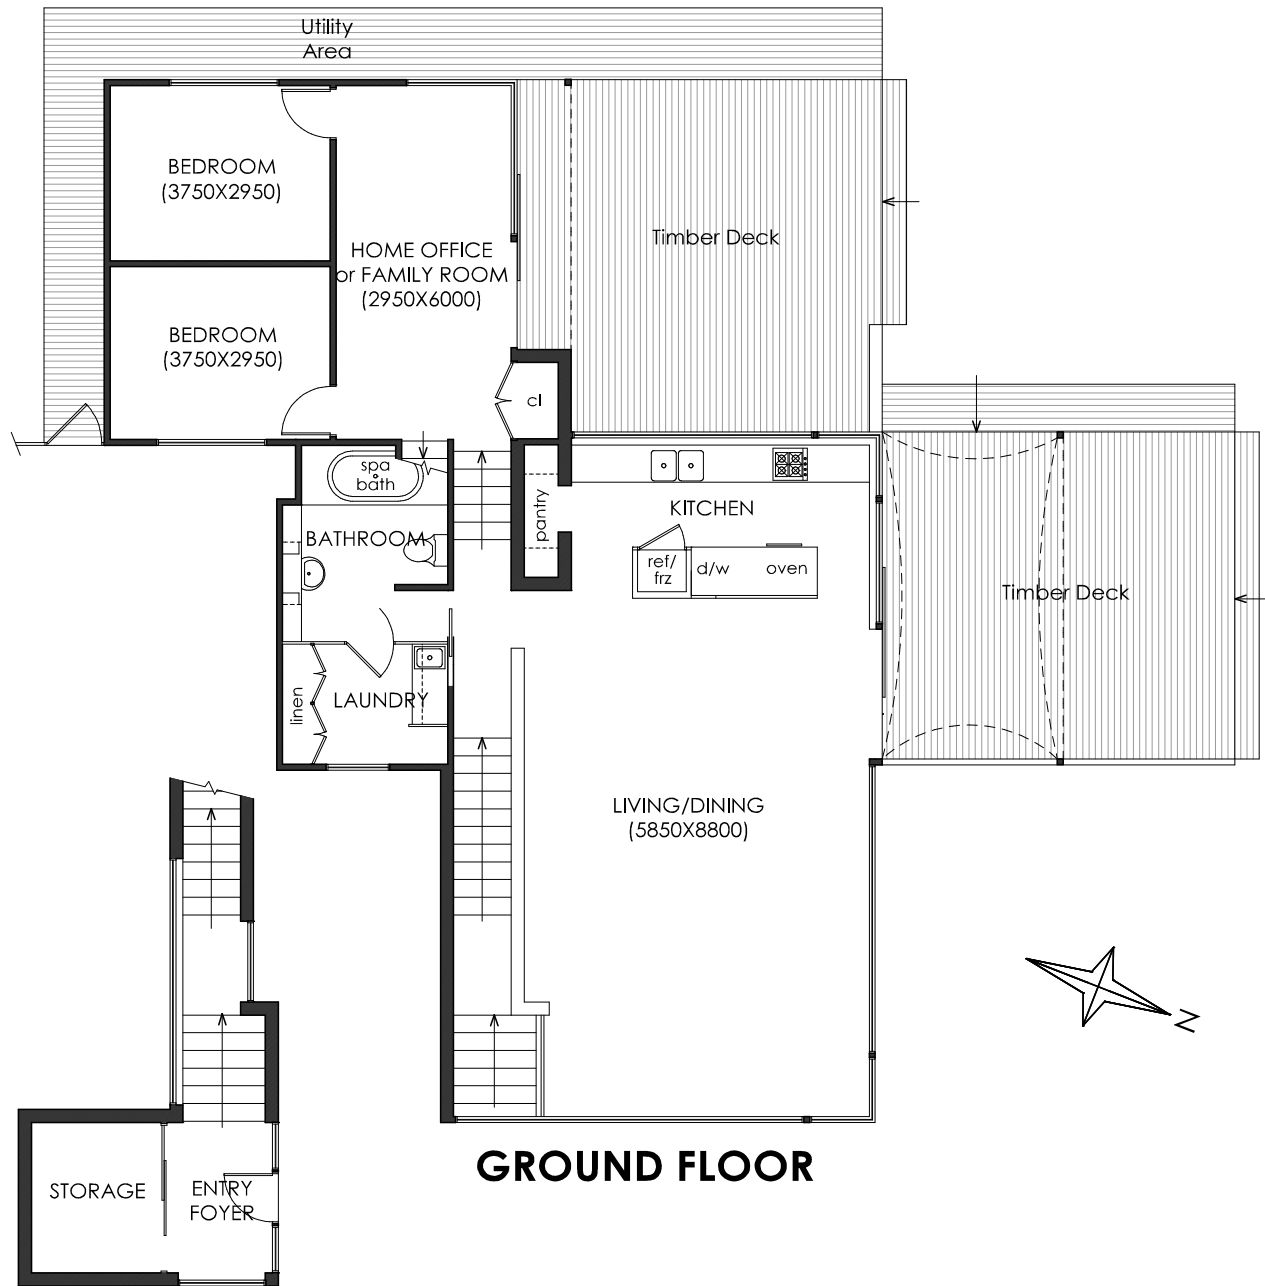 Utility
Area
BEDROOM
(3750X2950)
Timber Deck
HOME OFFICE
or FAMILY ROOM
(2950X6000)
BEDROOM
(3750X2950)
cl
spa
bath
pantry
KITCHEN
BATHROOM
ref/
frz
d/w
oven
Timber Deck
linen
LAUNDRY
LIVING/DINING
(5850X8800)
N
GROUND FLOOR
STORAGE
ENTRY
FOYER